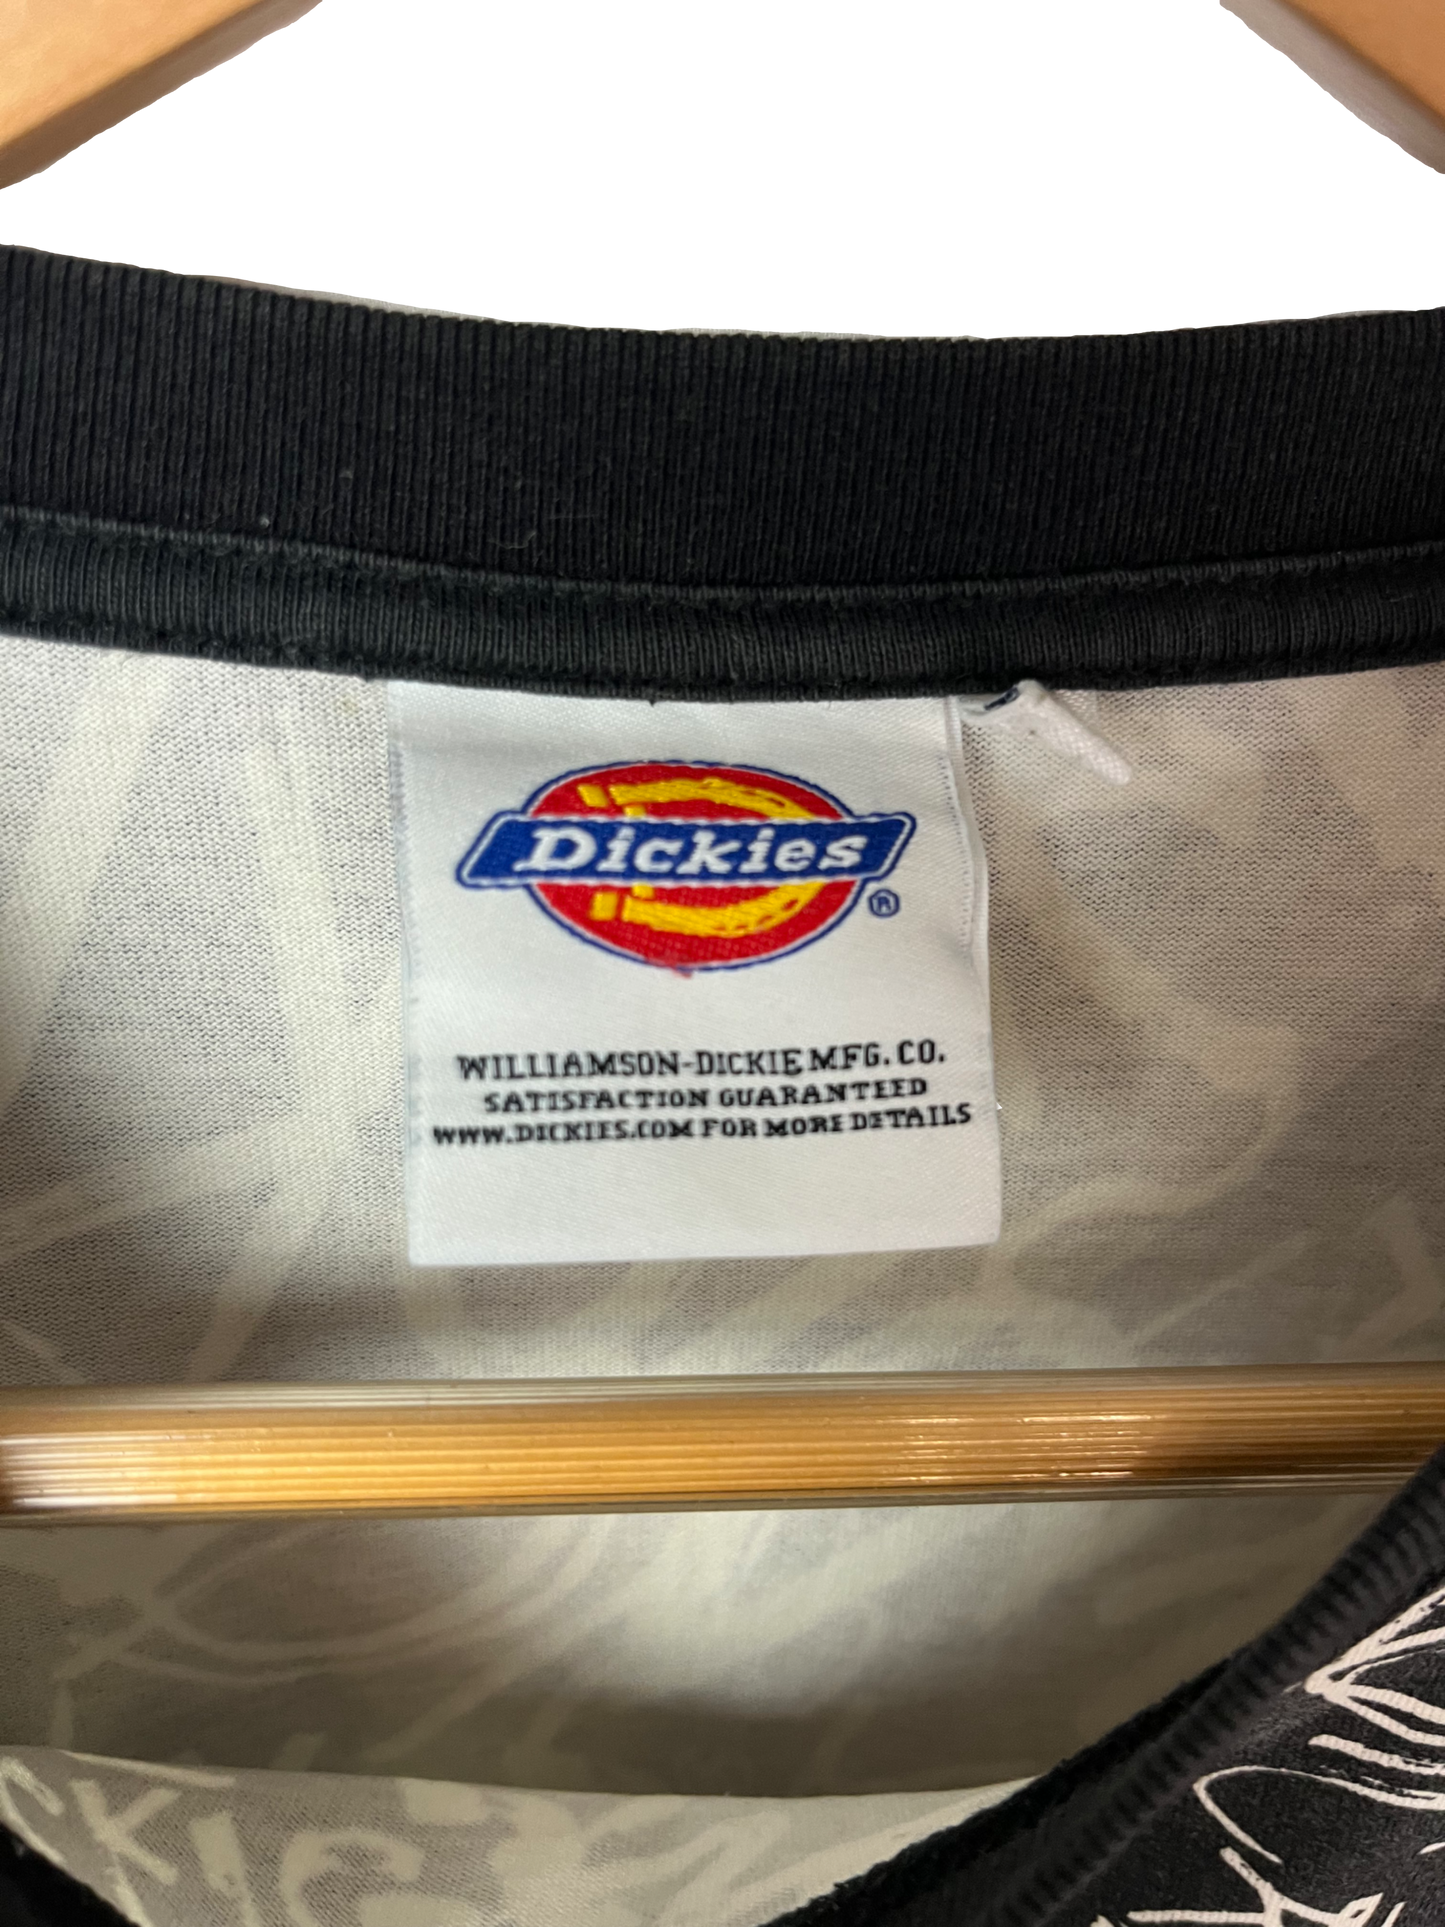 Dickies
®
WILLIAMSON-DICKIE MFG. CO.
SATISFACTION GUARANTEED
WWW.DICKIES.COM FOR MORE DETAILS